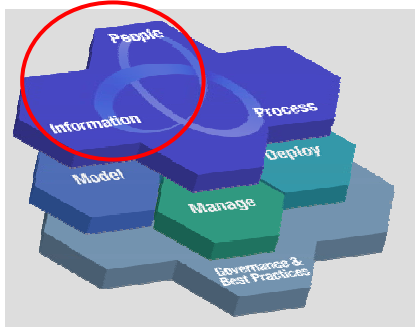 People
Process
Information
Deploy
Model
Manage
Governance &
Best Practices